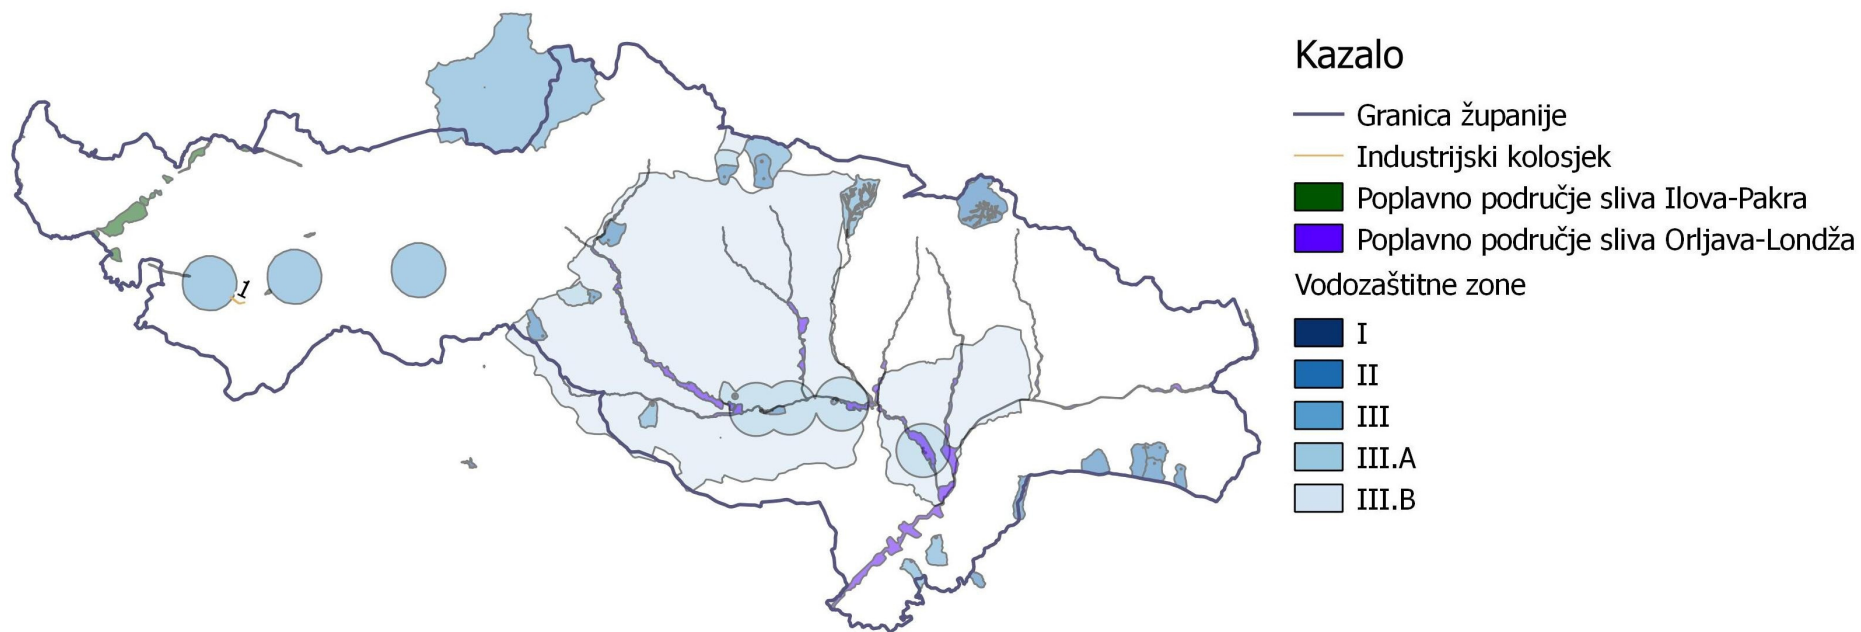 Kazalo
Granica županije
Industrijski kolosjek
Poplavno područje sliva Ilova-Pakra
Poplavno područje sliva Orljava-Londža
Vodozaštitne zone
I
II
III
III.A
III.B
1